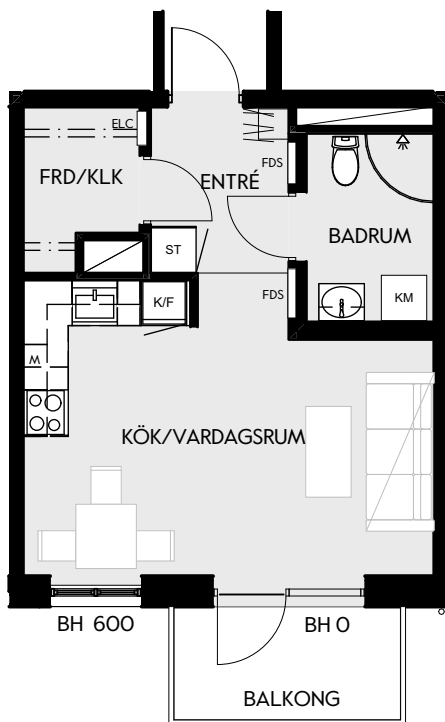 ELC
FRD/KLK
ENTRÉ
FDS
BADRUM
ST
K/F
FDS
KM
M
KÖK/VARDAGSRUM
BH 600
BH 0
BALKONG